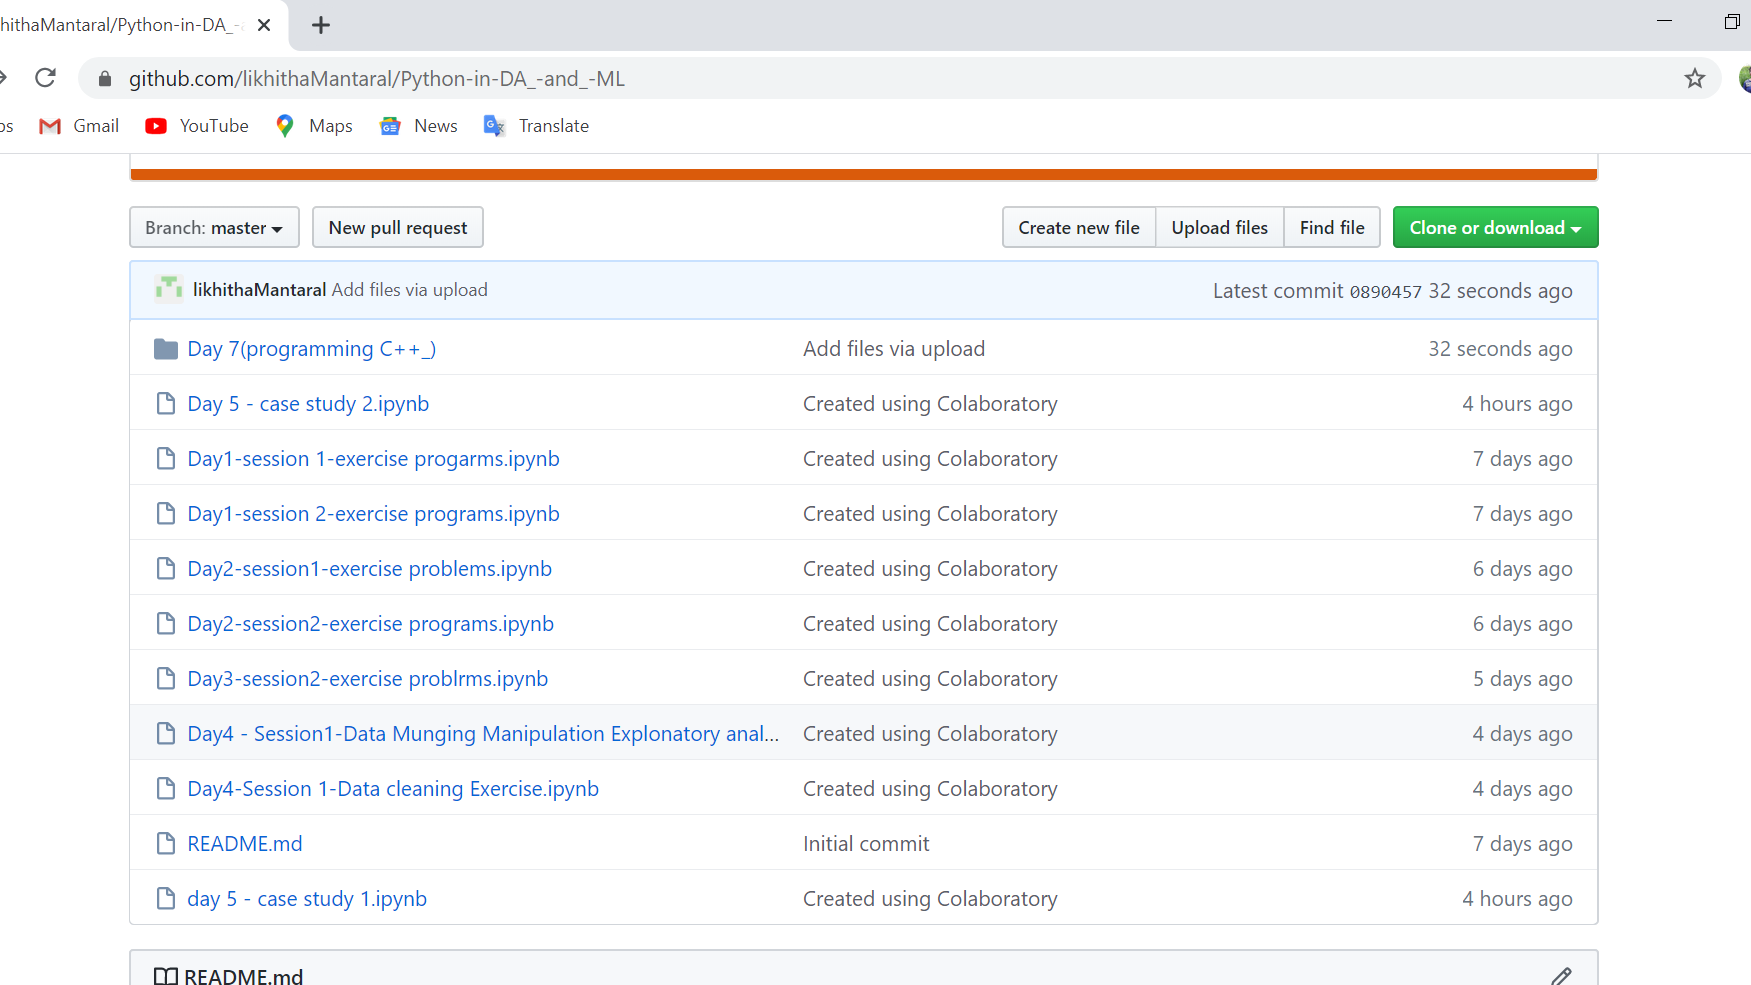 hithaMantaral/Python-in-DA_-
github.com/likhithaMantaral/Python-in-DA_-and_-ML
os Gmail YouTube Maps News Translate
Branch: master New pull request Create new file Upload files Find file Clone or download
likhithaMantaral Add files via upload Latest commit 0890457 32 seconds ago
Day 7(programming C++_) Add files via upload 32 seconds ago
Day 5 - case study 2.ipynb Created using Colaboratory 4 hours ago
Day1-session 1-exercise progarms.ipynb Created using Colaboratory 7 days ago
Day1-session 2-exercise programs.ipynb Created using Colaboratory 7 days ago
Day2-session1-exercise problems.ipynb Created using Colaboratory 6 days ago
Day2-session2-exercise programs.ipynb Created using Colaboratory 6 days ago
Day3-session2-exercise problrms.ipynb Created using Colaboratory 5 days ago
Day4 - Session1-Data Munging Manipulation Explonatory anal... Created using Colaboratory 4 days ago
Day4-Session 1-Data cleaning Exercise.ipynb Created using Colaboratory 4 days ago
README.md Initial commit 7 days ago
day 5 - case study 1.ipynb Created using Colaboratory 4 hours ago
README.md